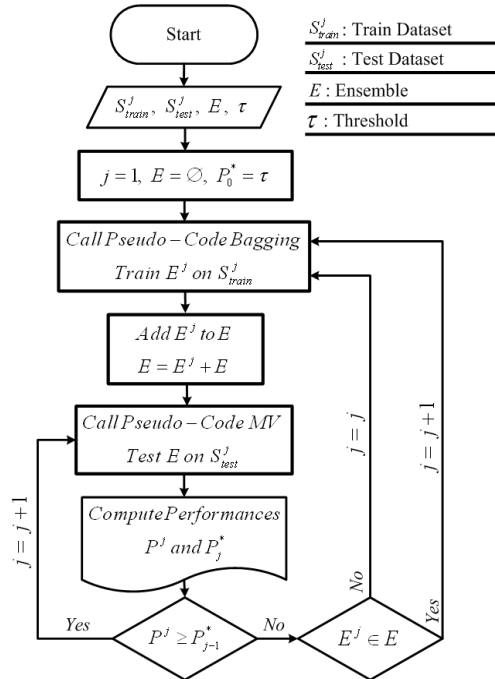 Start
S^j_train, S^j_test, E, τ
j = 1, E = ∅, P*_0 = τ
Call Pseudo – Code Bagging
Train E^j on S^j_train
Add E^j to E
E = E^j + E
Call Pseudo – Code MV
Test E on S^j_test
Compute Performances
P^j and P*_j
P^j ≥ P*_{j-1}
Yes
No
j = j + 1
E^j ∈ E
No
Yes
j = j
j = j + 1
S^j_train : Train Dataset
S^j_test : Test Dataset
E : Ensemble
τ : Threshold